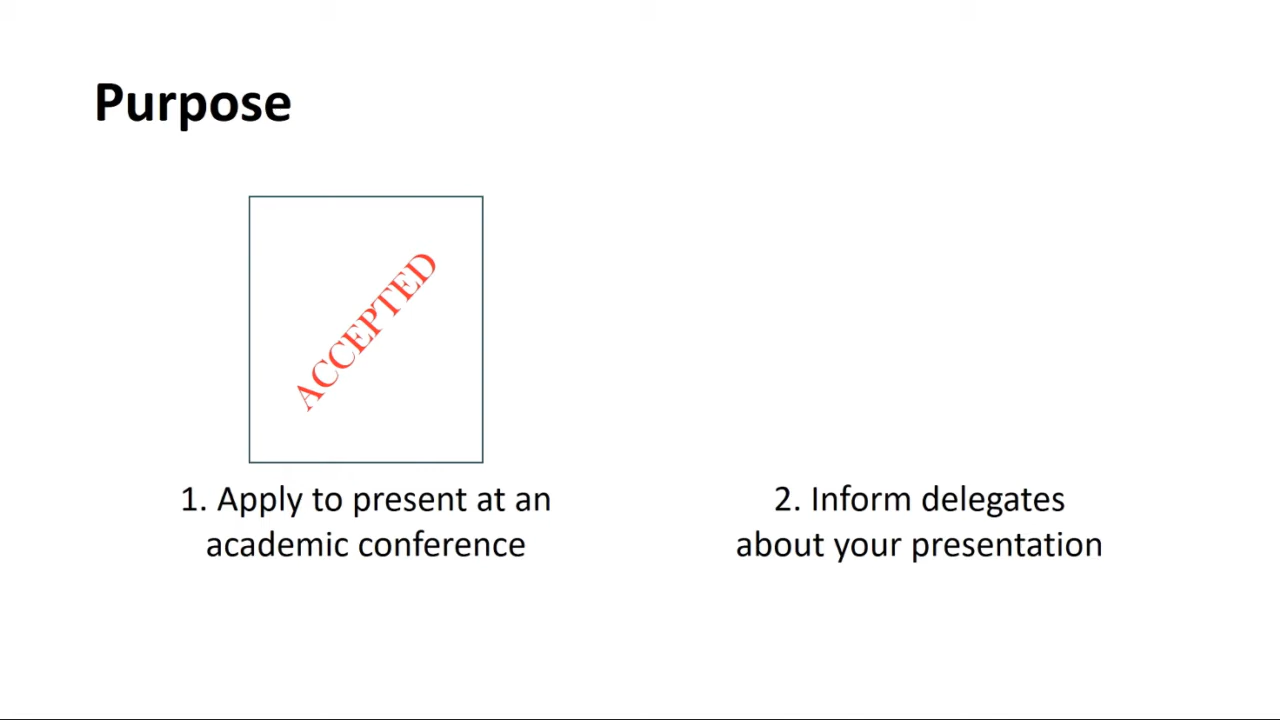 Purpose
ACCEPTED
1. Apply to present at an
academic conference
2. Inform delegates
about your presentation